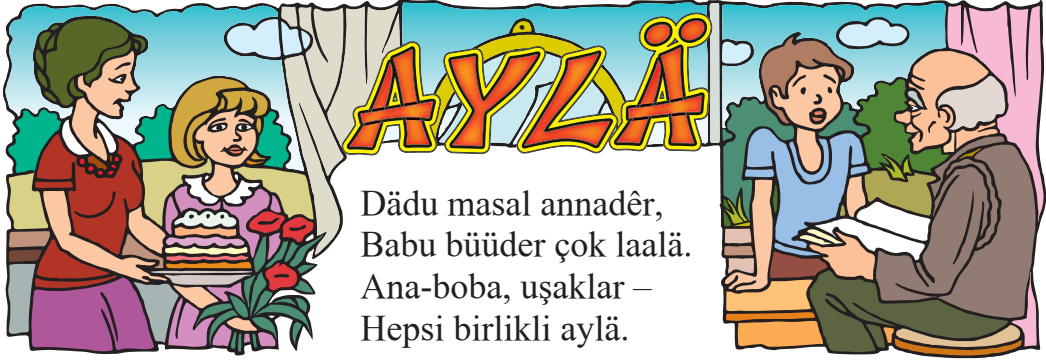 AYLÄ
Dädu masal annadêr,
Babu büüder çok laalä.
Ana-boba, uşaklar –
Hepsi birlikli aylä.